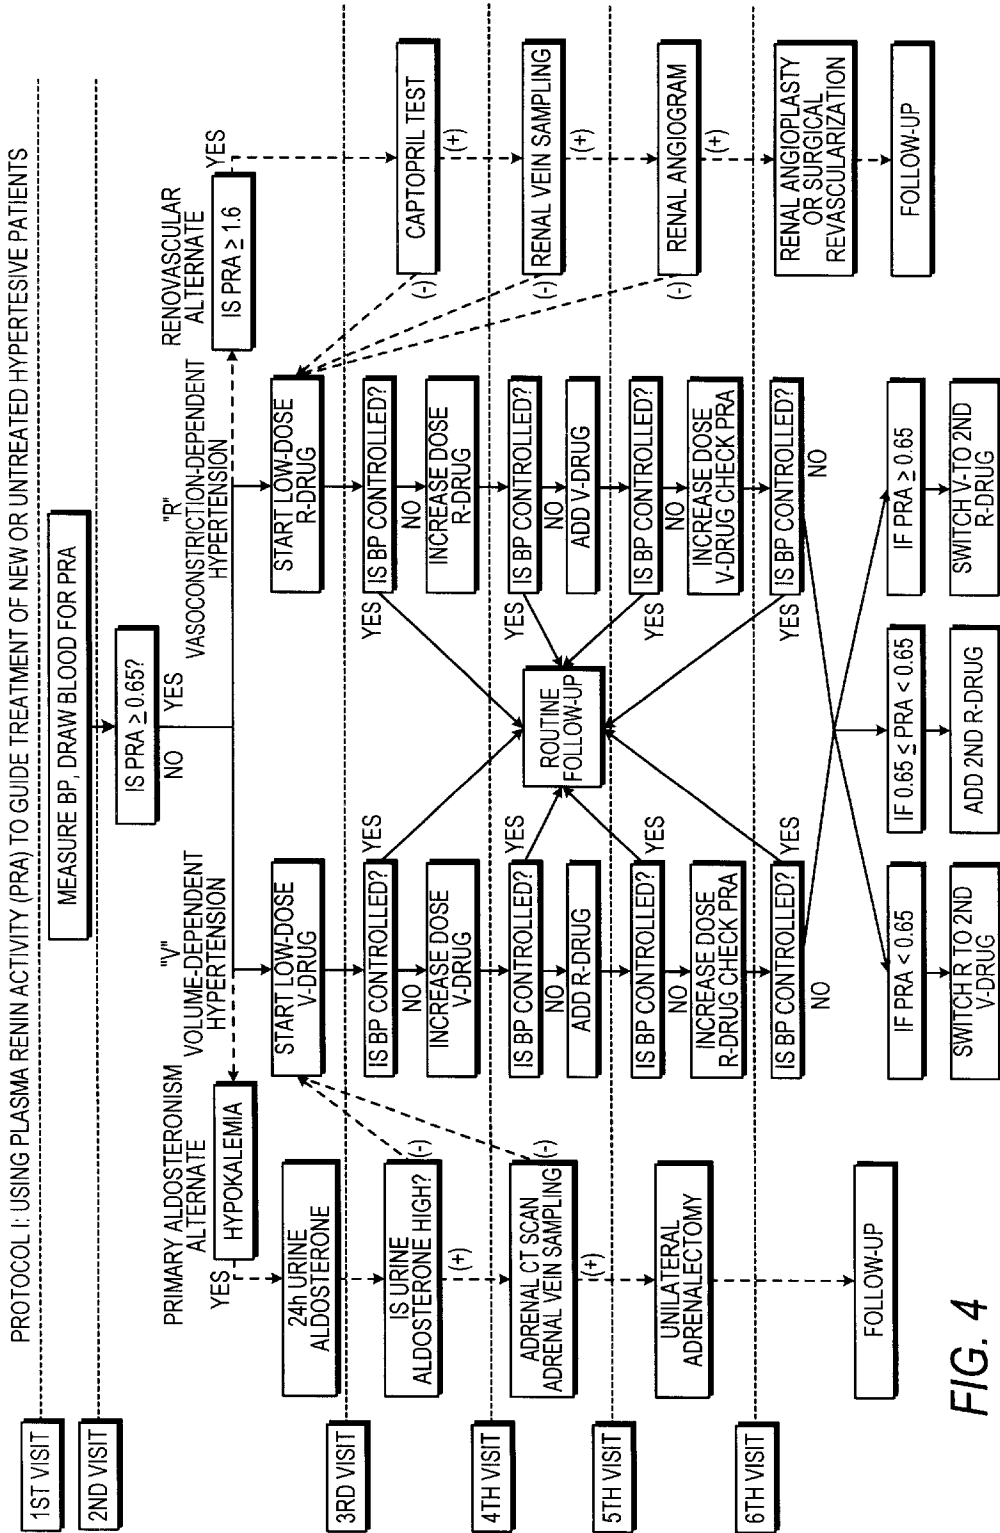 PROTOCOL I: USING PLASMA RENIN ACTIVITY (PRA) TO GUIDE TREATMENT OF NEW OR UNTREATED HYPERTESIVE PATIENTS
1ST VISIT
MEASURE BP, DRAW BLOOD FOR PRA
2ND VISIT
IS PRA ≥ 0.65?
NO
YES
PRIMARY ALDOSTERONISM
ALTERNATE
"V"
VOLUME-DEPENDENT
HYPERTENSION
"R"
VASOCONSTRICTION-DEPENDENT
HYPERTENSION
RENOVASCULAR
ALTERNATE
HYPOKALEMIA
IS PRA ≥ 1.6
YES
YES
24h URINE
ALDOSTERONE
START LOW-DOSE
V-DRUG
START LOW-DOSE
R-DRUG
3RD VISIT
IS URINE
ALDOSTERONE HIGH?
(-)
(+)
IS BP CONTROLLED?
YES
NO
INCREASE DOSE
V-DRUG
IS BP CONTROLLED?
YES
NO
INCREASE DOSE
R-DRUG
CAPTOPRIL TEST
(-)
(+)
4TH VISIT
ADRENAL CT SCAN
ADRENAL VEIN SAMPLING
(-)
(+)
IS BP CONTROLLED?
YES
NO
ADD R-DRUG
ROUTINE
FOLLOW-UP
IS BP CONTROLLED?
YES
NO
ADD V-DRUG
RENAL VEIN SAMPLING
(-)
(+)
5TH VISIT
UNILATERAL
ADRENALECTOMY
IS BP CONTROLLED?
YES
NO
INCREASE DOSE
R-DRUG CHECK PRA
IS BP CONTROLLED?
YES
NO
INCREASE DOSE
V-DRUG CHECK PRA
RENAL ANGIOGRAM
(-)
(+)
6TH VISIT
IS BP CONTROLLED?
YES
NO
IS BP CONTROLLED?
YES
NO
RENAL ANGIOPLASTY
OR SURGICAL
REVASCULARIZATION
FOLLOW-UP
IF PRA < 0.65
IF 0.65 ≤ PRA < 0.65
IF PRA ≥ 0.65
FOLLOW-UP
SWITCH R TO 2ND
V-DRUG
ADD 2ND R-DRUG
SWITCH V-TO 2ND
R-DRUG
FIG. 4